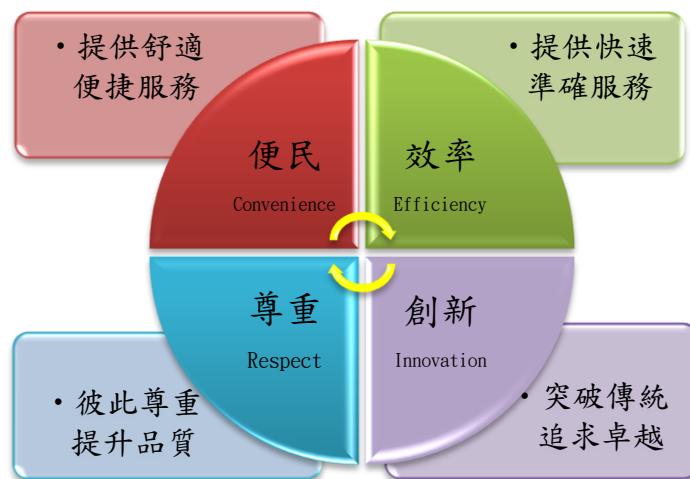 ・提供舒適
便捷服務
・提供快速
準確服務
便民
Convenience
效率
Efficiency
尊重
Respect
創新
Innovation
・彼此尊重
提升品質
・突破傳統
追求卓越